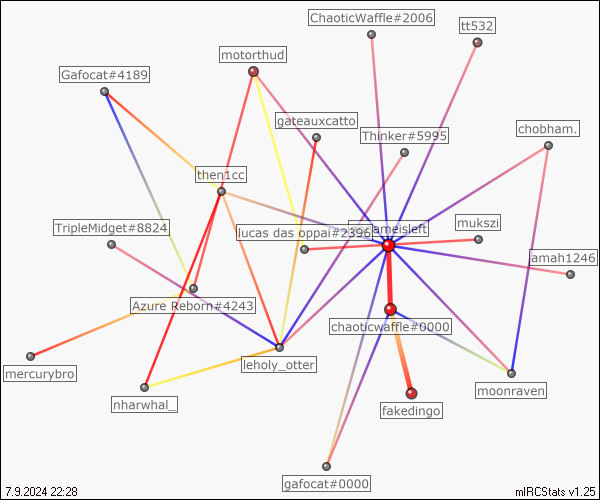 ChaoticWaffle#2006
tt532
motorthud
Gafocat#4189
gateauxcatto
Thinker#5995
chobham.
then1cc
TripleMidget#8824
lucas das oppai#2396
ameisleft
mukszi
amah1246
Azure Reborn#4243
chaoticwaffle#0000
mercurybro
leholy_otter
nharwhal_
fakedingo
moonraven
gafocat#0000
7.9.2024 22:28
mIRCStats v1.25